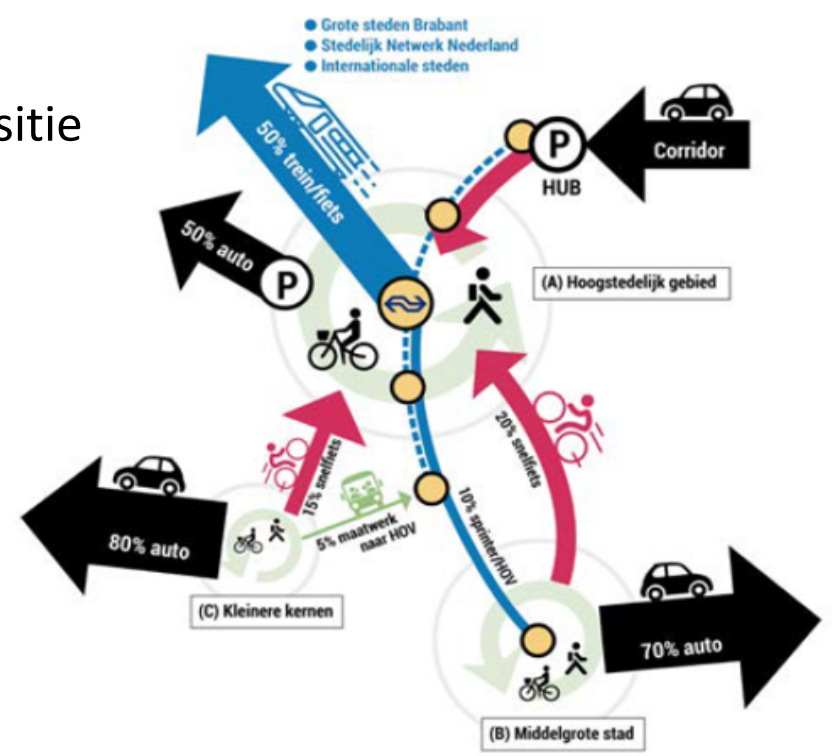 Grote steden Brabant
Stedelijk Netwerk Nederland
Internationale steden
sitie
50% trein/fiets
P
HUB
Corridor
50% auto
P
(A) Hoogstedelijk gebied
15% snelfiets
20% snelfiets
80% auto
5% maatwerk
naar HOV
10% sprinter/HOV
(C) Kleinere kernen
70% auto
(B) Middelgrote stad